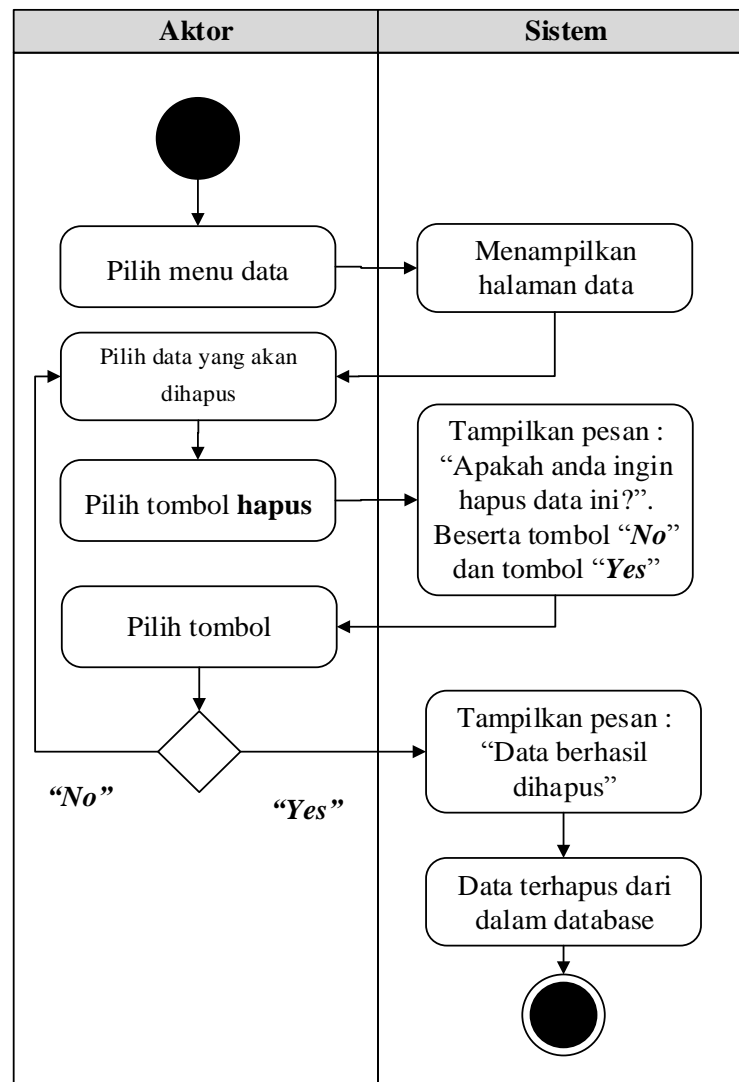 Aktor
Sistem
Pilih menu data
Menampilkan
halaman data
Pilih data yang akan
dihapus
Pilih tombol hapus
Tampilkan pesan :
“Apakah anda ingin
hapus data ini?”.
Beserta tombol “No”
dan tombol “Yes”
Pilih tombol
“No”
“Yes”
Tampilkan pesan :
“Data berhasil
dihapus”
Data terhapus dari
dalam database